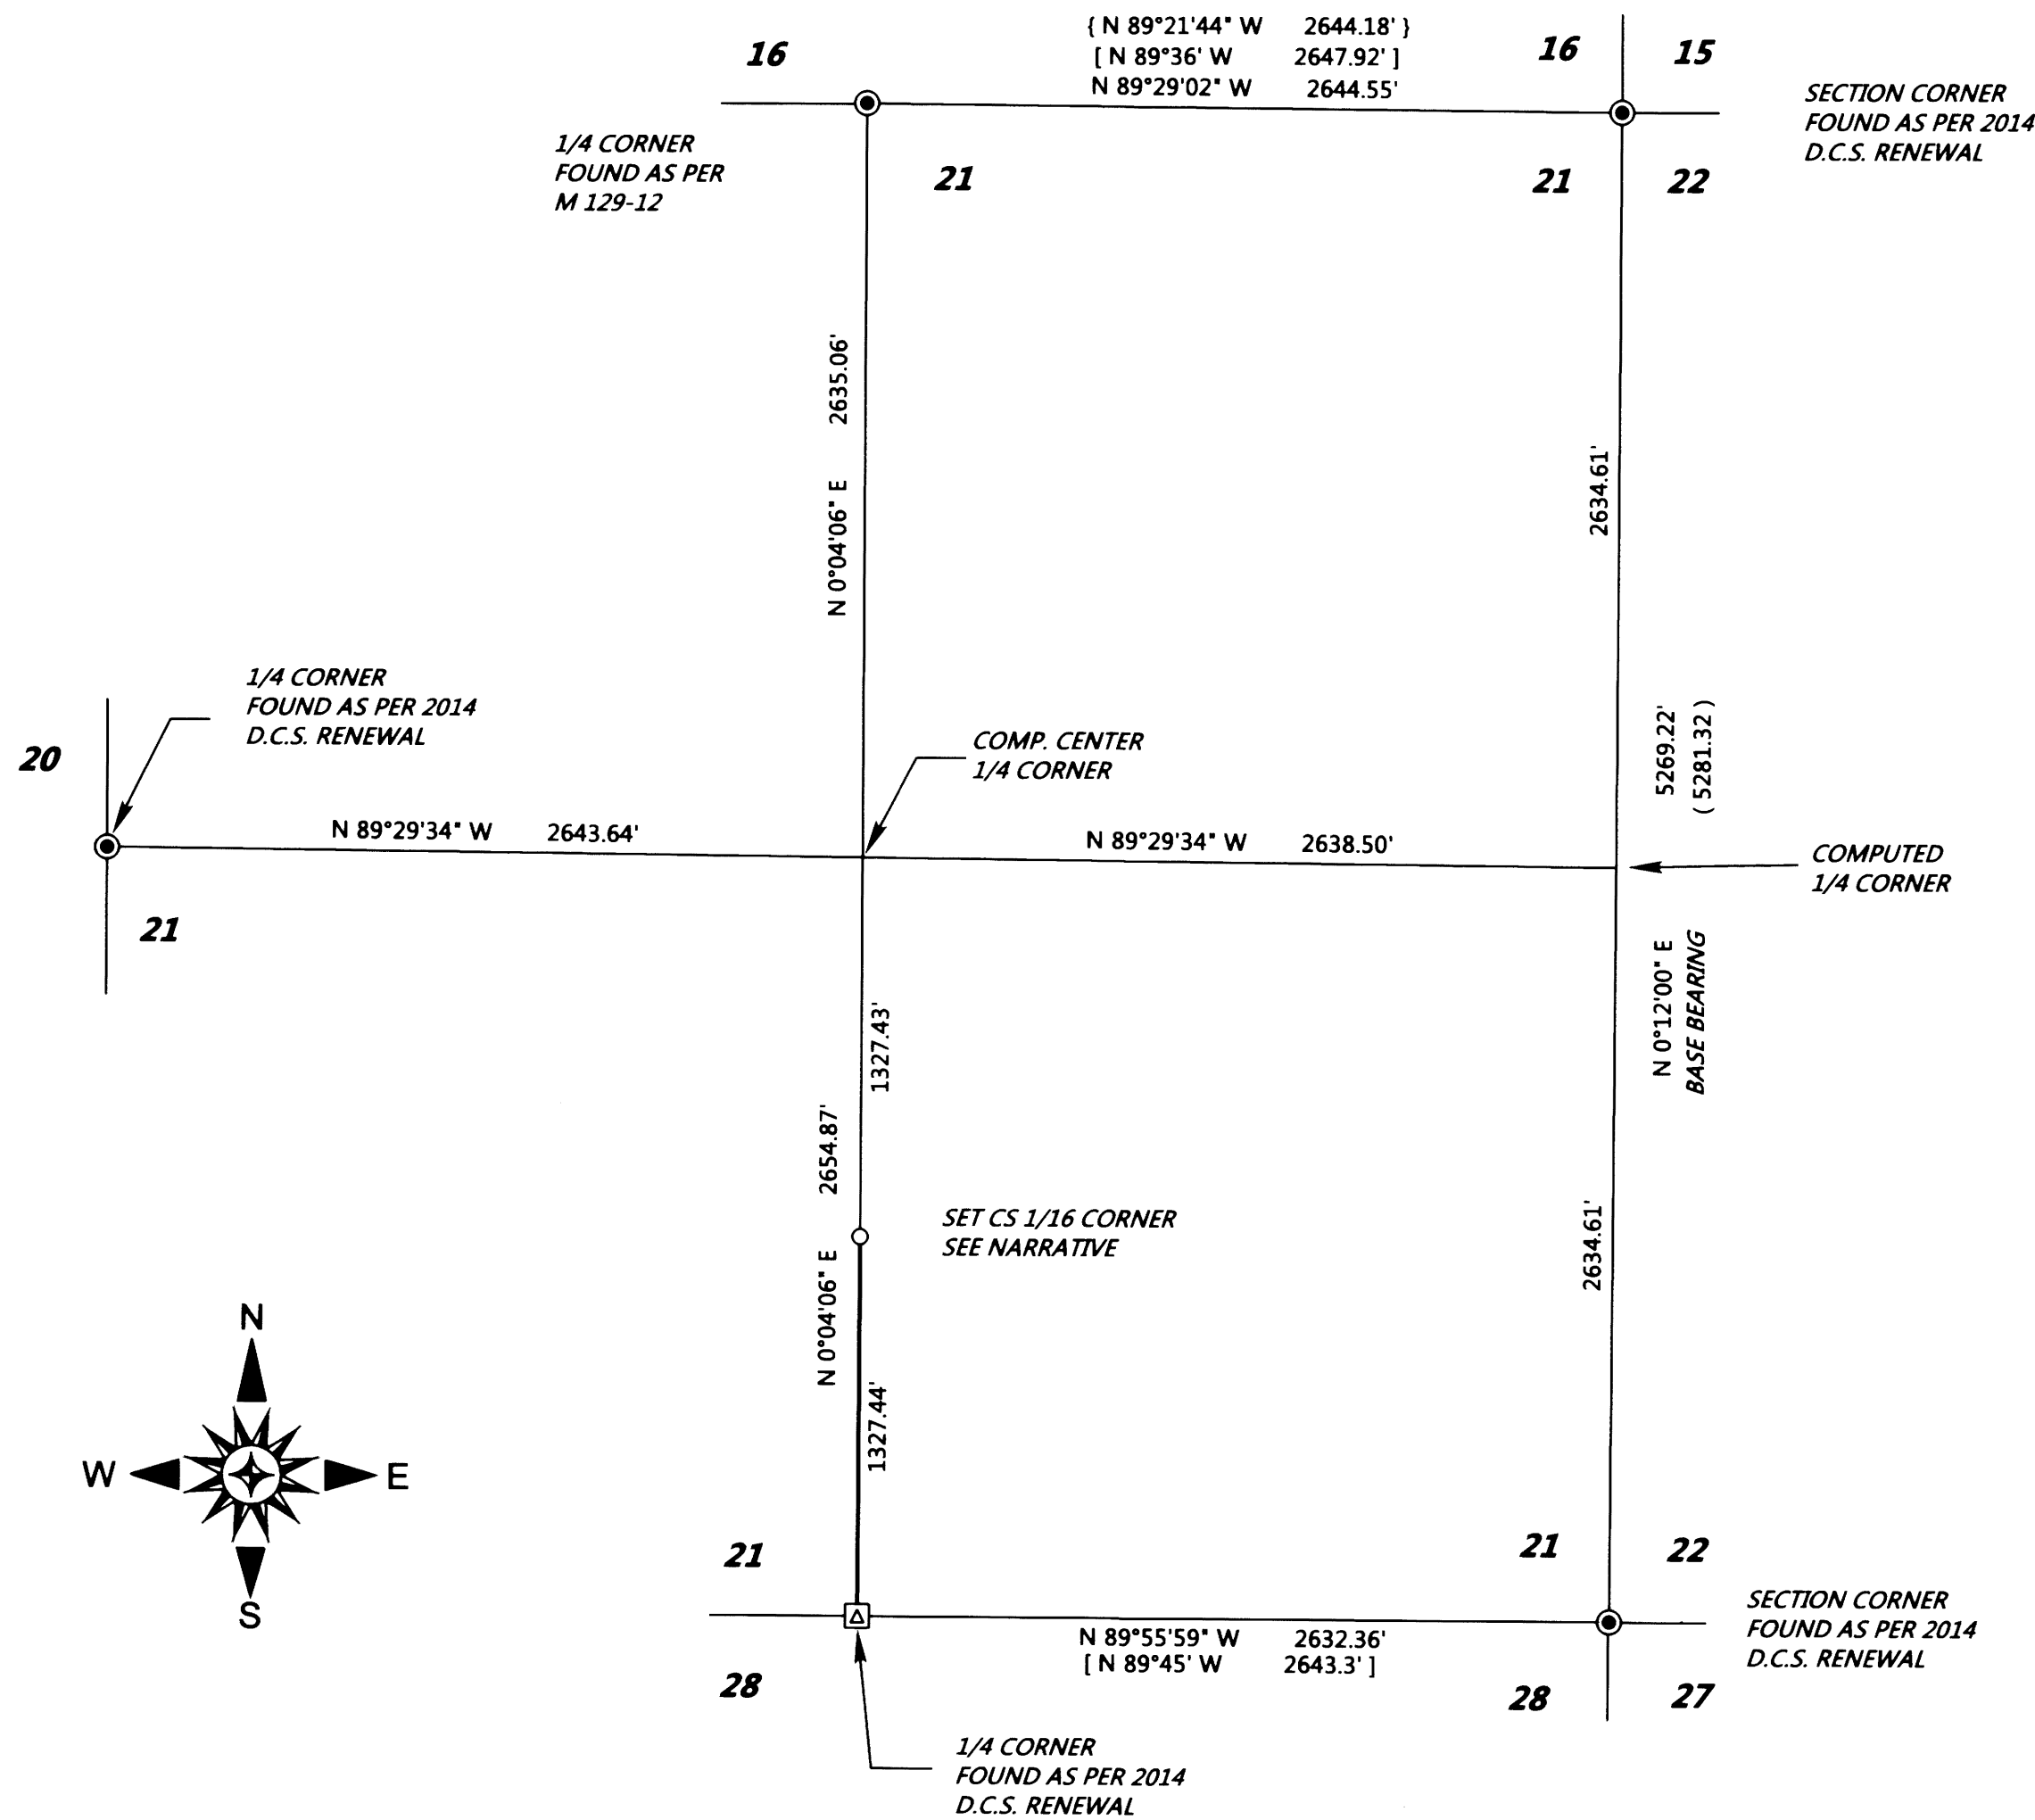 { N 89°21'44" W 2644.18' }
[ N 89°36' W 2647.92' ]
N 89°29'02" W 2644.55'
16
16
15
SECTION CORNER
FOUND AS PER 2014
D.C.S. RENEWAL
1/4 CORNER
FOUND AS PER
M 129-12
21
21
22
N 0°04'06" E 2635.06'
2634.61'
1/4 CORNER
FOUND AS PER 2014
D.C.S. RENEWAL
20
COMP. CENTER
1/4 CORNER
5269.22'
( 5281.32 )
N 89°29'34" W 2643.64'
N 89°29'34" W 2638.50'
COMPUTED
1/4 CORNER
21
N 0°12'00" E
BASE BEARING
1327.43'
N 0°04'06" E 2654.87'
SET CS 1/16 CORNER
SEE NARRATIVE
2634.61'
1327.44'
N
W
E
S
21
21
22
N 89°55'59" W 2632.36'
[ N 89°45' W 2643.3' ]
SECTION CORNER
FOUND AS PER 2014
D.C.S. RENEWAL
28
28
27
1/4 CORNER
FOUND AS PER 2014
D.C.S. RENEWAL